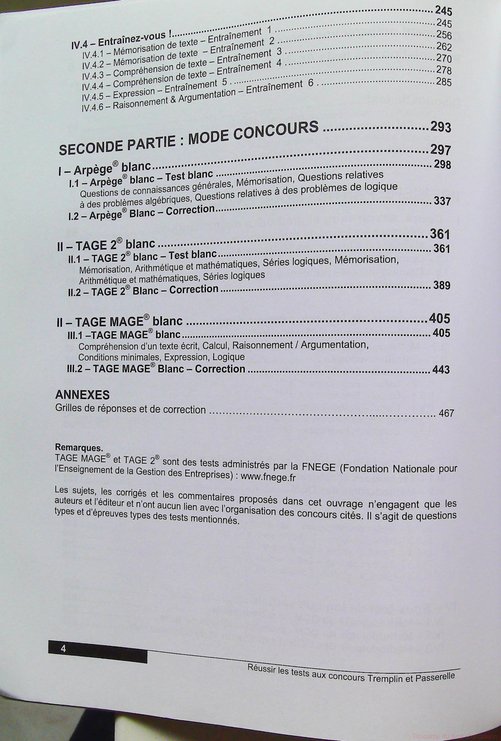 IV.4 – Entraînez-vous !........................................245
IV.4.1 – Mémorisation de texte – Entraînement 1 ........................245
IV.4.2 – Mémorisation de texte – Entraînement 2 ........................256
IV.4.3 – Compréhension de texte – Entraînement 3 ........................262
IV.4.4 – Compréhension de texte – Entraînement 4 ........................270
IV.4.5 – Expression – Entraînement 5 ........................278
IV.4.6 – Raisonnement & Argumentation – Entraînement 6 ........................285
SECONDE PARTIE : MODE CONCOURS ........................293
I – Arpège® blanc........................297
I.1 – Arpège® blanc – Test blanc ........................298
Questions de connaissances générales, Mémorisation, Questions relatives
à des problèmes algébriques, Questions relatives à des problèmes de logique
I.2 – Arpège® Blanc – Correction........................337
II – TAGE 2® blanc ........................361
II.1 – TAGE 2® blanc – Test blanc........................361
Mémorisation, Arithmétique et mathématiques, Séries logiques, Mémorisation,
Arithmétique et mathématiques, Séries logiques
II.2 – TAGE 2® Blanc – Correction ........................389
II – TAGE MAGE® blanc ........................405
III.1 –TAGE MAGE® blanc........................405
Compréhension d'un texte écrit, Calcul, Raisonnement / Argumentation,
Conditions minimales, Expression, Logique
III.2 – TAGE MAGE® Blanc – Correction ........................443
ANNEXES
Grilles de réponses et de correction ........................467
Remarques.
TAGE MAGE® et TAGE 2® sont des tests administrés par la FNEGE (Fondation Nationale pour
l'Enseignement de la Gestion des Entreprises) : www.fnege.fr
Les sujets, les corrigés et les commentaires proposés dans cet ouvrage n'engagent que les
auteurs et l'éditeur et n'ont aucun lien avec l'organisation des concours cités. Il s'agit de questions
types et d'épreuves types des tests mentionnés.
4
Réussir les tests aux concours Tremplin et Passerelle